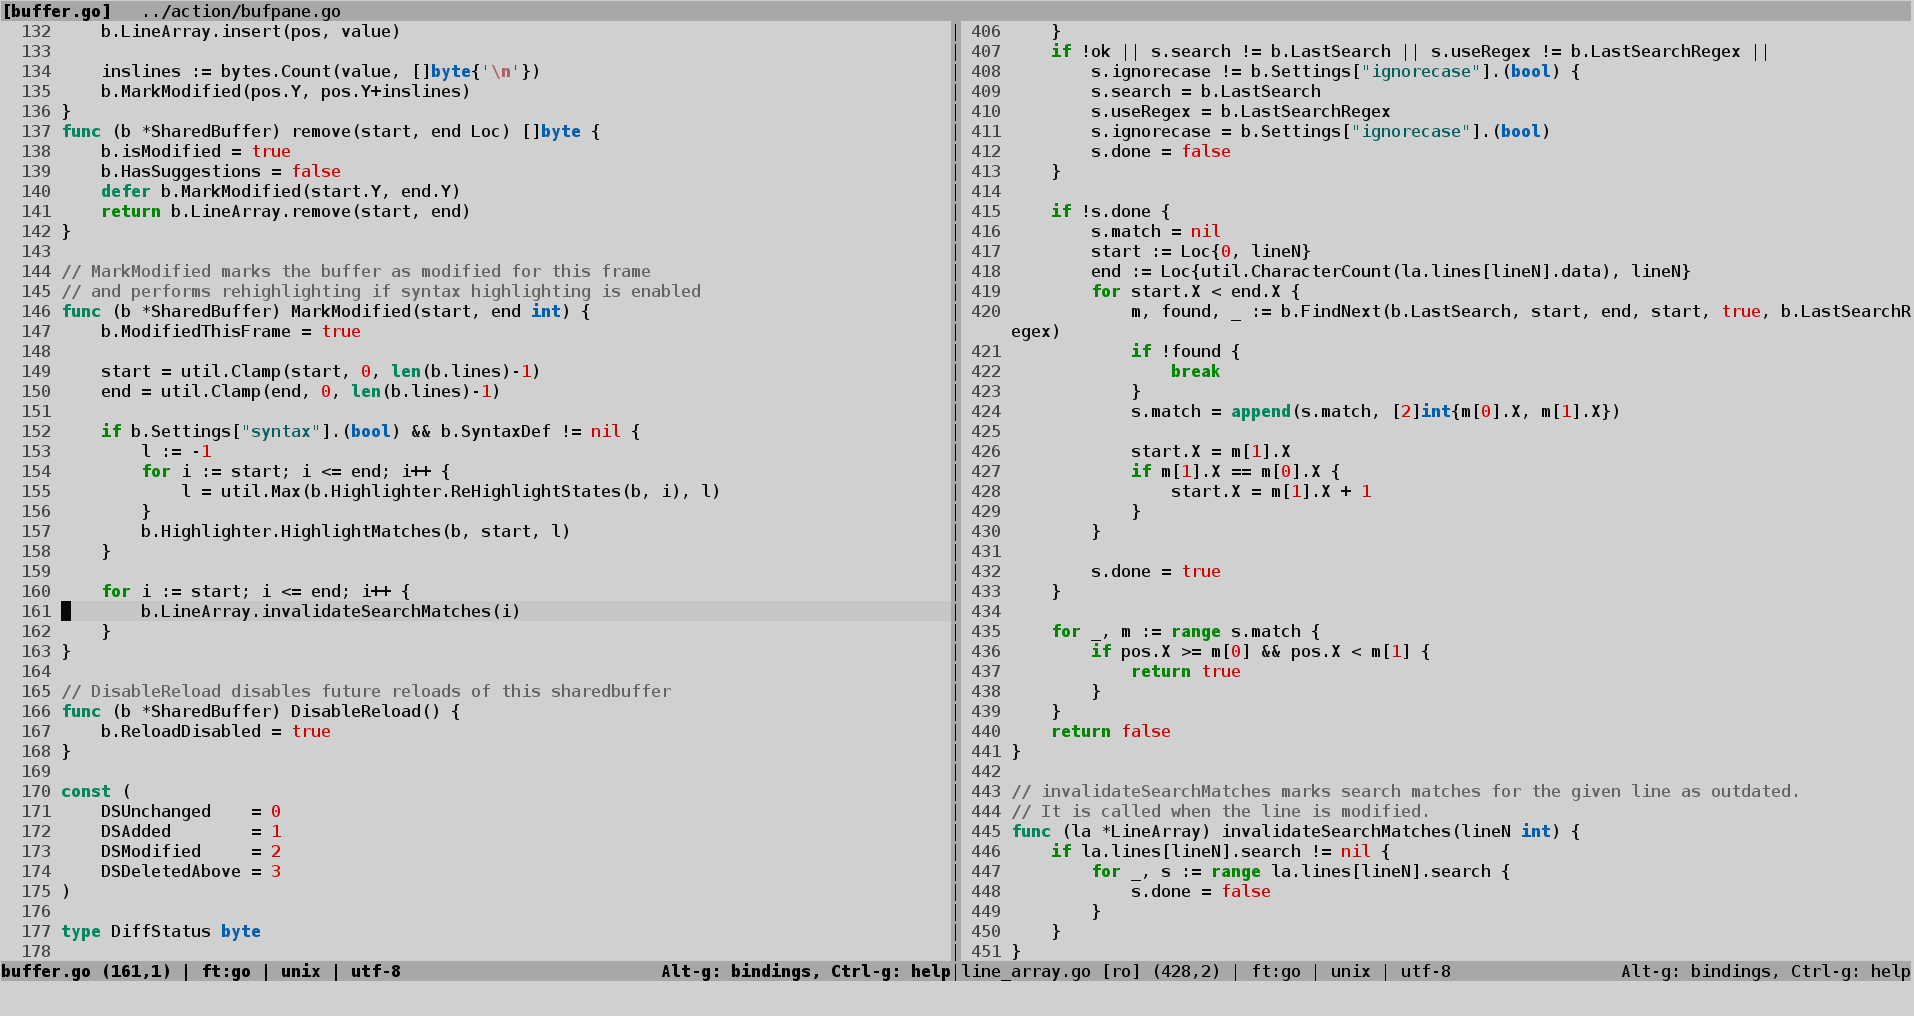 [buffer.go]   ../action/bufpane.go
132     b.LineArray.insert(pos, value)
133
134     inslines := bytes.Count(value, []byte{'\n'})
135     b.MarkModified(pos.Y, pos.Y+inslines)
136 }
137 func (b *SharedBuffer) remove(start, end Loc) []byte {
138     b.isModified = true
139     b.HasSuggestions = false
140     defer b.MarkModified(start.Y, end.Y)
141     return b.LineArray.remove(start, end)
142 }
143
144 // MarkModified marks the buffer as modified for this frame
145 // and performs rehighlighting if syntax highlighting is enabled
146 func (b *SharedBuffer) MarkModified(start, end int) {
147     b.ModifiedThisFrame = true
148
149     start = util.Clamp(start, 0, len(b.lines)-1)
150     end = util.Clamp(end, 0, len(b.lines)-1)
151
152     if b.Settings["syntax"].(bool) && b.SyntaxDef != nil {
153         l := -1
154         for i := start; i <= end; i++ {
155             l = util.Max(b.Highlighter.ReHighlightStates(b, i), l)
156         }
157         b.Highlighter.HighlightMatches(b, start, l)
158     }
159
160     for i := start; i <= end; i++ {
161         b.LineArray.invalidateSearchMatches(i)
162     }
163 }
164
165 // DisableReload disables future reloads of this sharedbuffer
166 func (b *SharedBuffer) DisableReload() {
167     b.ReloadDisabled = true
168 }
169
170 const (
171     DSUnchanged    = 0
172     DSAdded        = 1
173     DSModified     = 2
174     DSDeletedAbove = 3
175 )
176
177 type DiffStatus byte
178
buffer.go (161,1) | ft:go | unix | utf-8                          Alt-g: bindings, Ctrl-g: help
406     }
407     if !ok || s.search != b.LastSearch || s.useRegex != b.LastSearchRegex ||
408         s.ignorecase != b.Settings["ignorecase"].(bool) {
409         s.search = b.LastSearch
410         s.useRegex = b.LastSearchRegex
411         s.ignorecase = b.Settings["ignorecase"].(bool)
412         s.done = false
413     }
414
415     if !s.done {
416         s.match = nil
417         start := Loc{0, lineN}
418         end := Loc{util.CharacterCount(la.lines[lineN].data), lineN}
419         for start.X < end.X {
420             m, found, _ := b.FindNext(b.LastSearch, start, end, start, true, b.LastSearchR
egex)
421             if !found {
422                 break
423             }
424             s.match = append(s.match, [2]int{m[0].X, m[1].X})
425
426             start.X = m[1].X
427             if m[1].X == m[0].X {
428                 start.X = m[1].X + 1
429             }
430         }
431
432         s.done = true
433     }
434
435     for _, m := range s.match {
436         if pos.X >= m[0] && pos.X < m[1] {
437             return true
438         }
439     }
440     return false
441 }
442
443 // invalidateSearchMatches marks search matches for the given line as outdated.
444 // It is called when the line is modified.
445 func (la *LineArray) invalidateSearchMatches(lineN int) {
446     if la.lines[lineN].search != nil {
447         for _, s := range la.lines[lineN].search {
448             s.done = false
449         }
450     }
451 }
line_array.go [ro] (428,2) | ft:go | unix | utf-8                 Alt-g: bindings, Ctrl-g: help